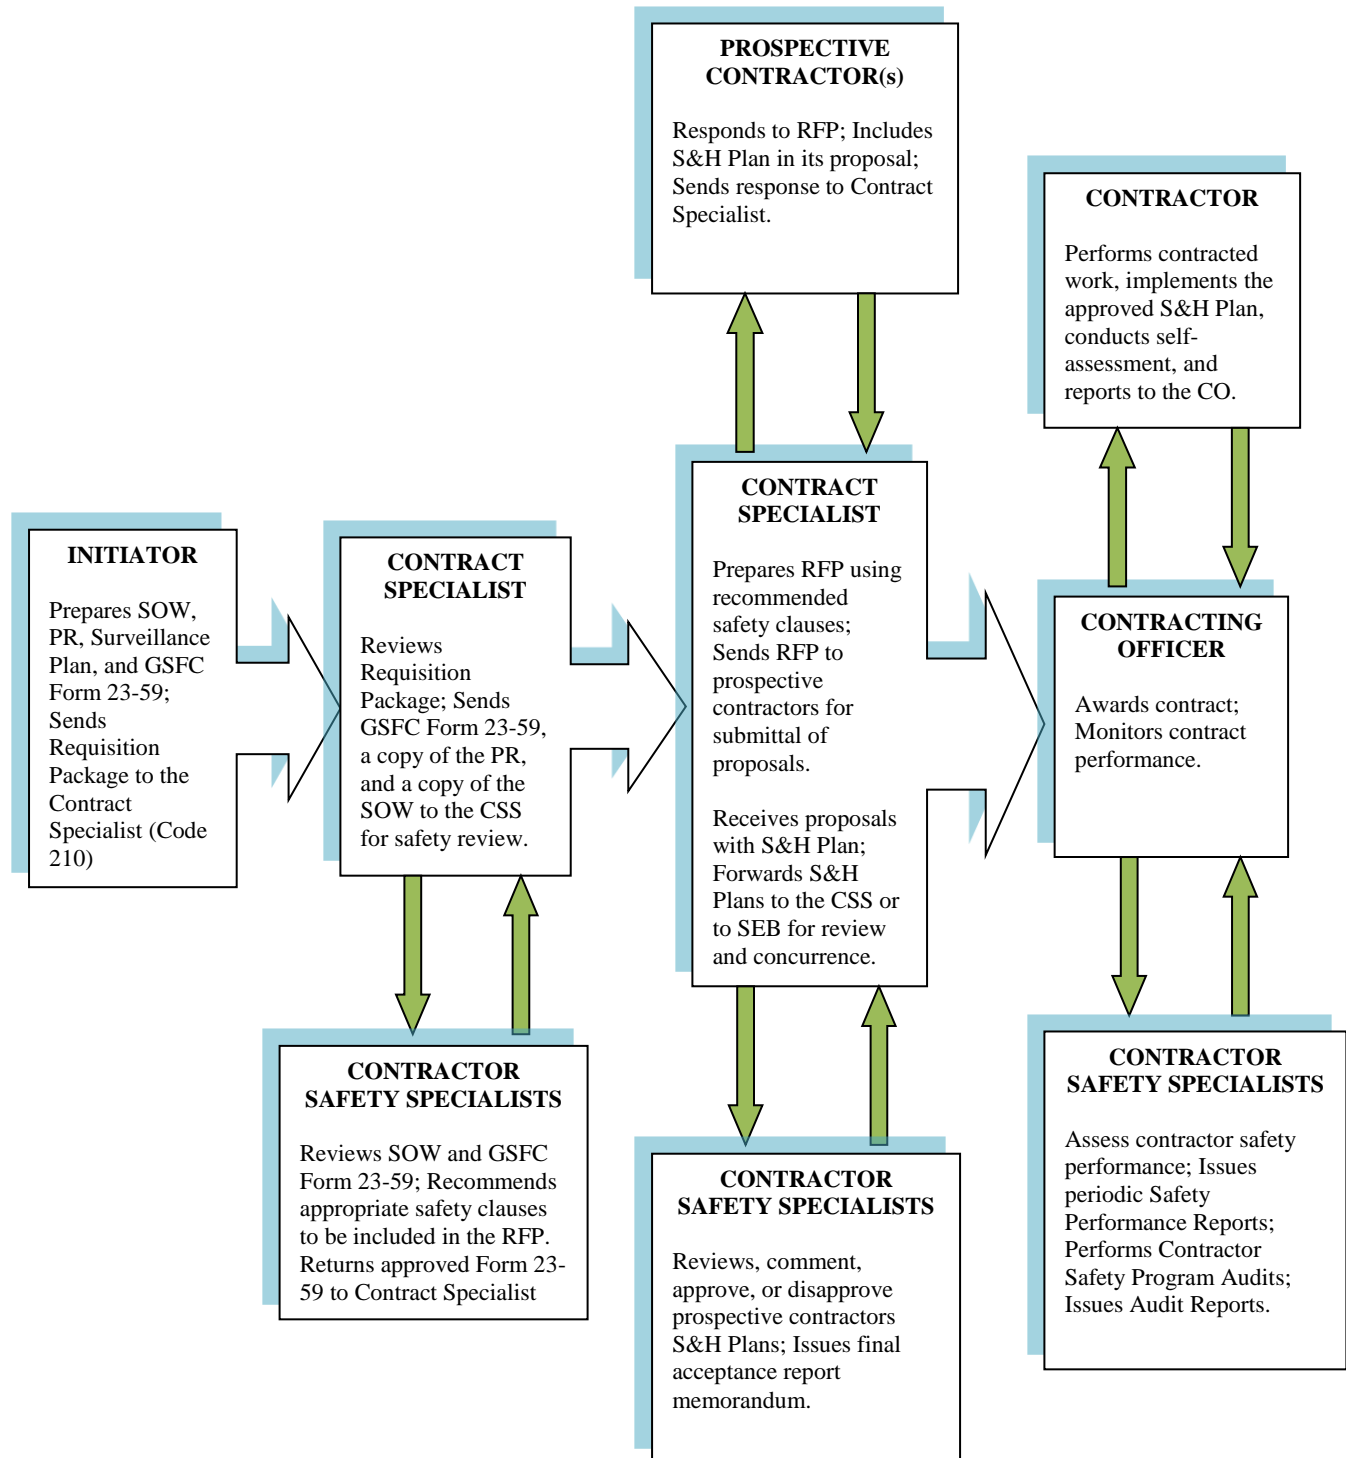 PROSPECTIVE
CONTRACTOR(s)
Responds to RFP; Includes
S&H Plan in its proposal;
Sends response to Contract
Specialist.
CONTRACTOR
Performs contracted
work, implements the
approved S&H Plan,
conducts self-
assessment, and
reports to the CO.
INITIATOR
Prepares SOW,
PR, Surveillance
Plan, and GSFC
Form 23-59;
Sends
Requisition
Package to the
Contract
Specialist (Code
210)
CONTRACT
SPECIALIST
Reviews
Requisition
Package; Sends
GSFC Form 23-59,
a copy of the PR,
and a copy of the
SOW to the CSS
for safety review.
CONTRACT
SPECIALIST
Prepares RFP using
recommended
safety clauses;
Sends RFP to
prospective
contractors for
submittal of
proposals.
Receives proposals
with S&H Plan;
Forwards S&H
Plans to the CSS or
to SEB for review
and concurrence.
CONTRACTING
OFFICER
Awards contract;
Monitors contract
performance.
CONTRACTOR
SAFETY SPECIALISTS
Reviews SOW and GSFC
Form 23-59; Recommends
appropriate safety clauses
to be included in the RFP.
Returns approved Form 23-
59 to Contract Specialist
CONTRACTOR
SAFETY SPECIALISTS
Reviews, comment,
approve, or disapprove
prospective contractors
S&H Plans; Issues final
acceptance report
memorandum.
CONTRACTOR
SAFETY SPECIALISTS
Assess contractor safety
performance; Issues
periodic Safety
Performance Reports;
Performs Contractor
Safety Program Audits;
Issues Audit Reports.